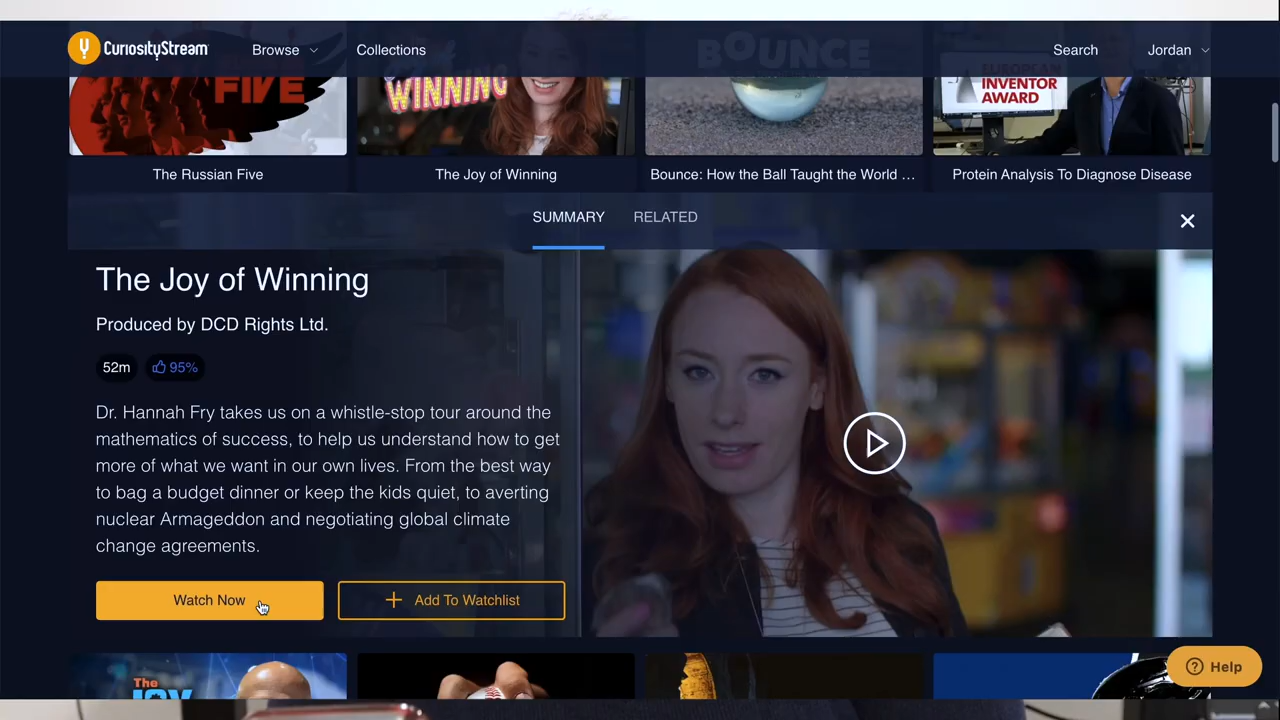 CURIOSITYSTREAM
Browse
Collections
Search
Jordan
FIVE
WINNING
BOUNCE
EUROPEAN
INVENTOR
AWARD
The Russian Five
The Joy of Winning
Bounce: How the Ball Taught the World …
Protein Analysis To Diagnose Disease
SUMMARY
RELATED
The Joy of Winning
Produced by DCD Rights Ltd.
52m
95%
Dr. Hannah Fry takes us on a whistle-stop tour around the
mathematics of success, to help us understand how to get
more of what we want in our own lives. From the best way
to bag a budget dinner or keep the kids quiet, to averting
nuclear Armageddon and negotiating global climate
change agreements.
Watch Now
Add To Watchlist
Help
The
JOY